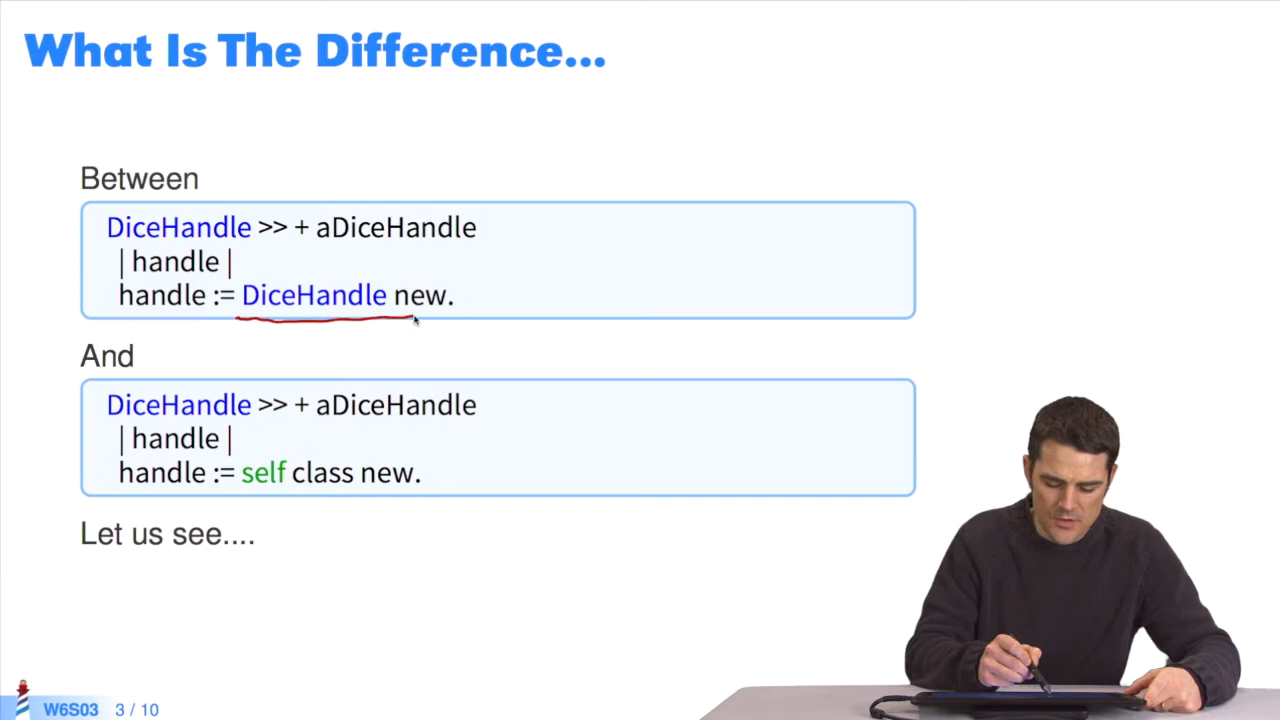 What Is The Difference...
Between
DiceHandle >> + aDiceHandle
| handle |
handle := DiceHandle new.
And
DiceHandle >> + aDiceHandle
| handle |
handle := self class new.
Let us see....
W6S03 3 / 10